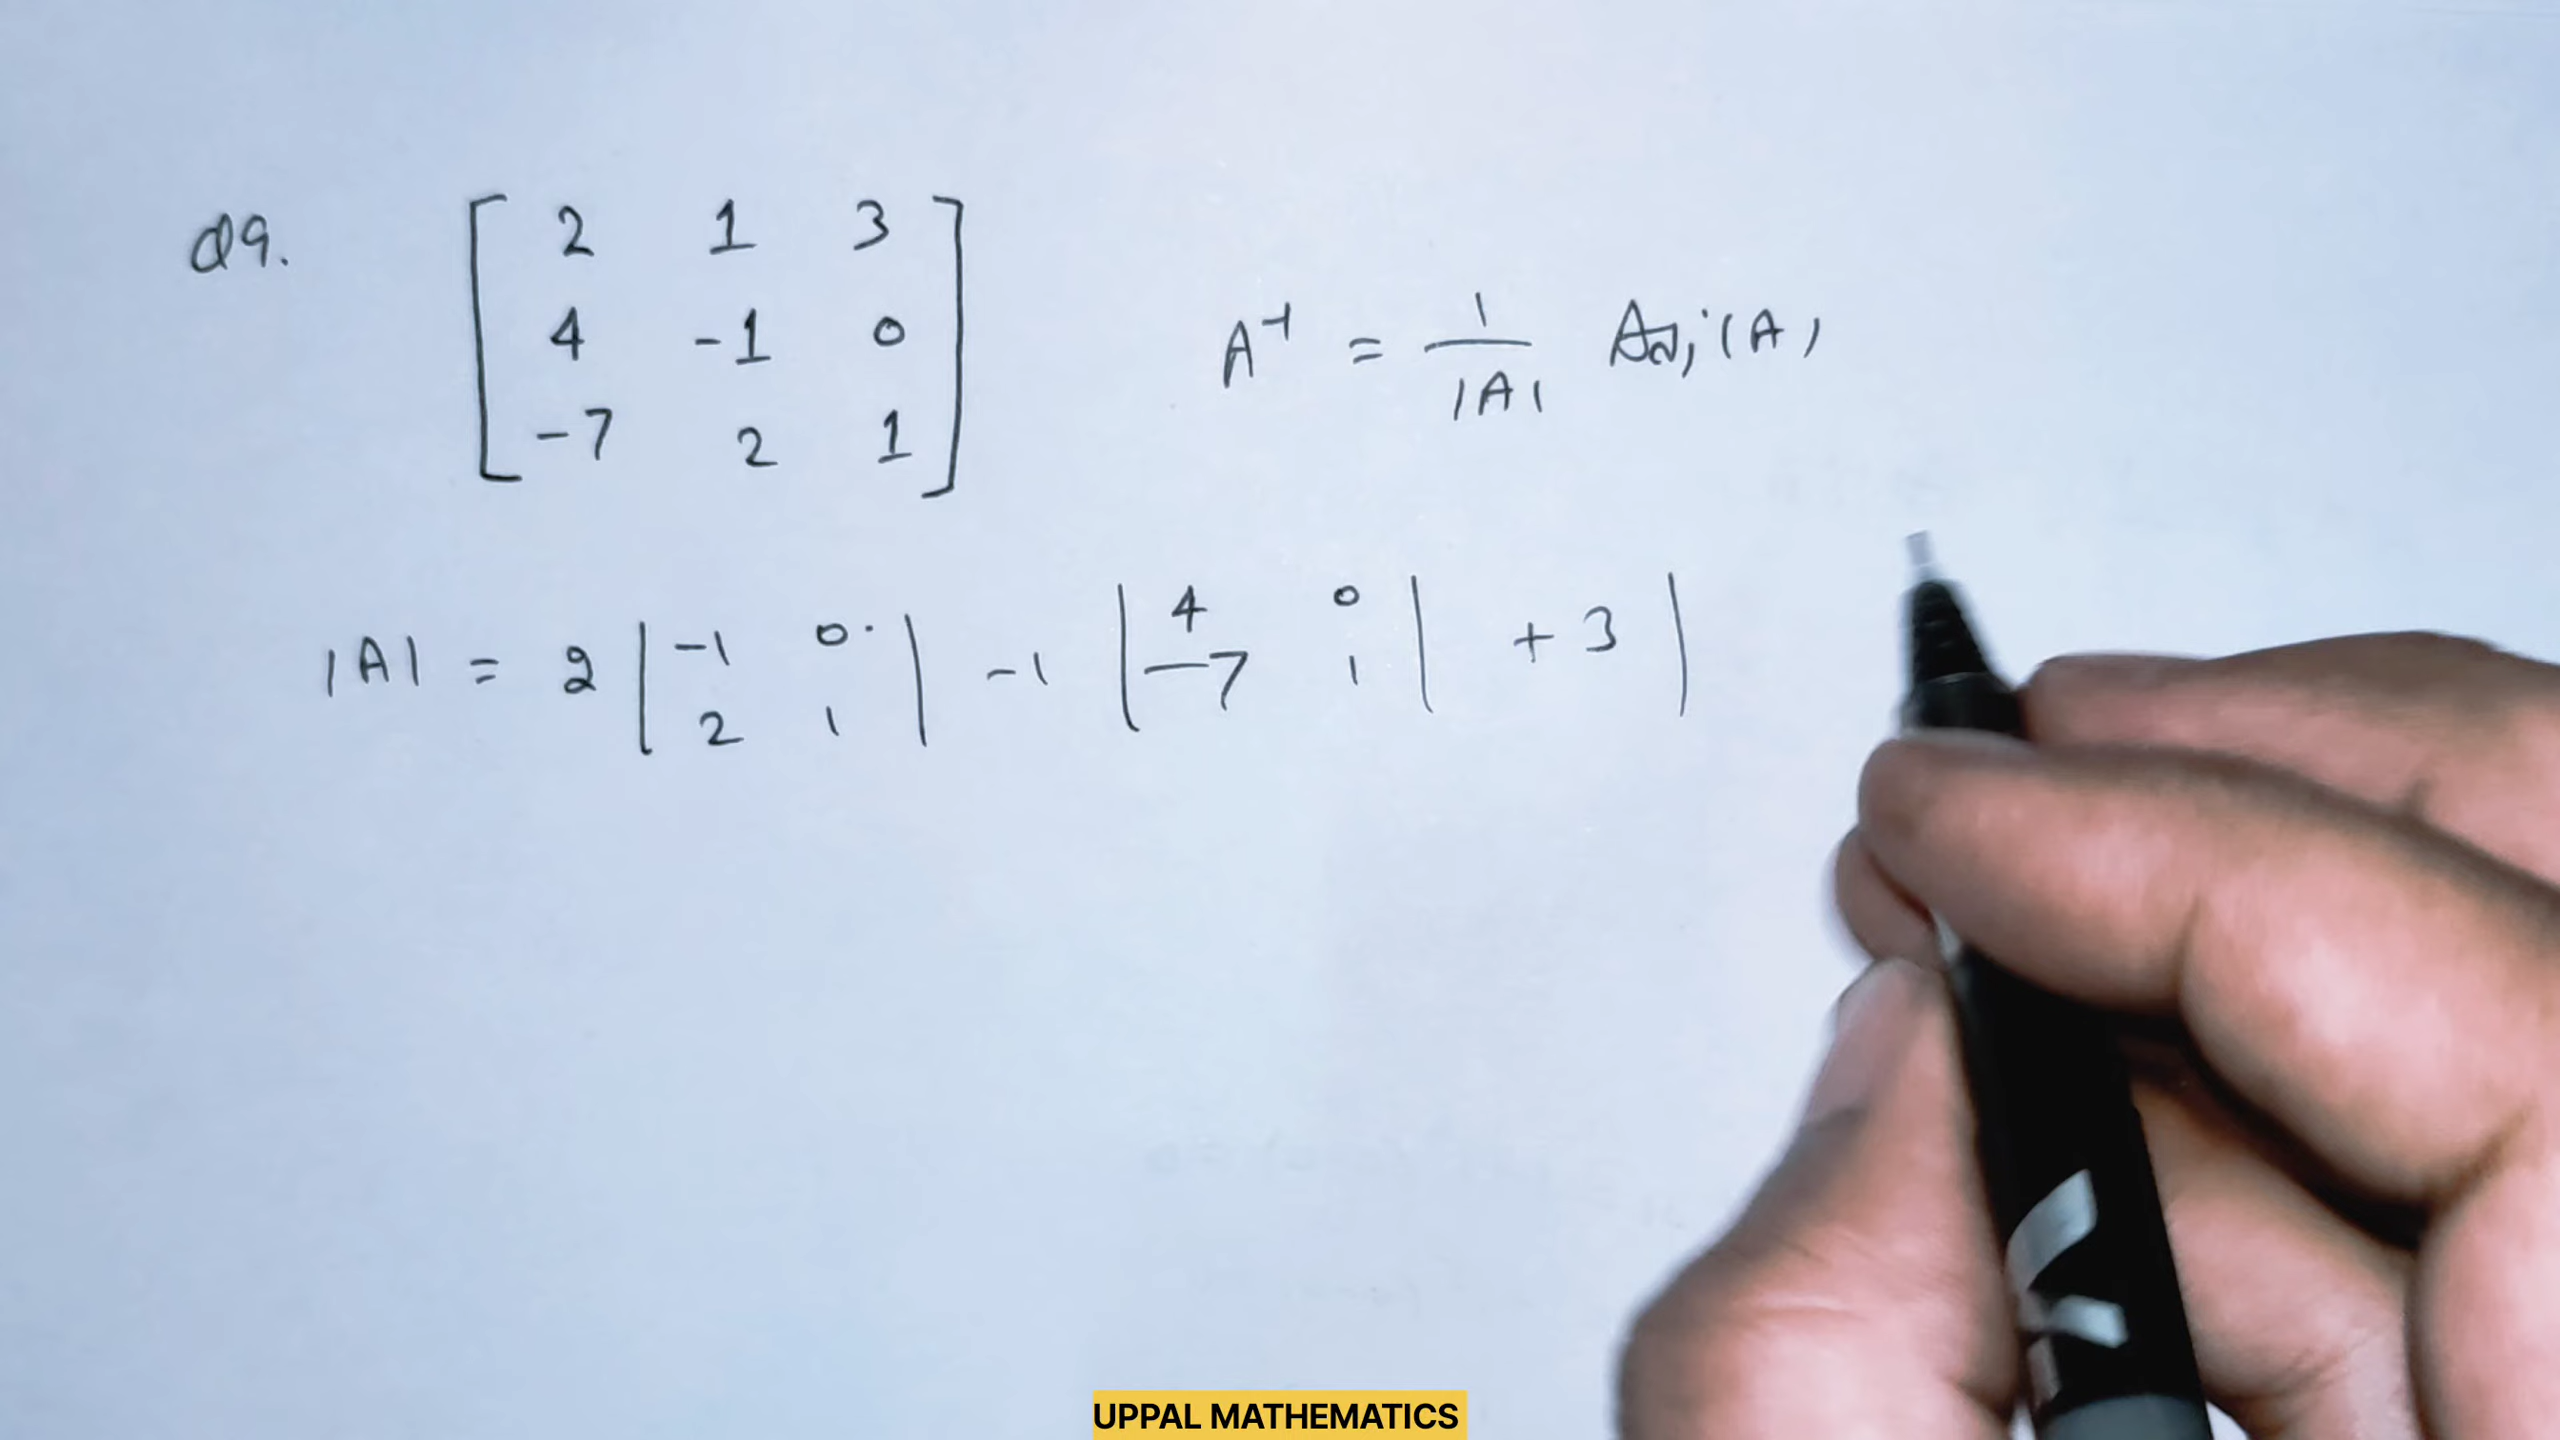 Q9. [ 2 1 3
4 -1 0
-7 2 1 ]
A⁻¹ = 1/|A| Adj(A)
|A| = 2 | -1 0 | -1 | 4 0 | + 3 |
2 1 -7 1
UPPAL MATHEMATICS